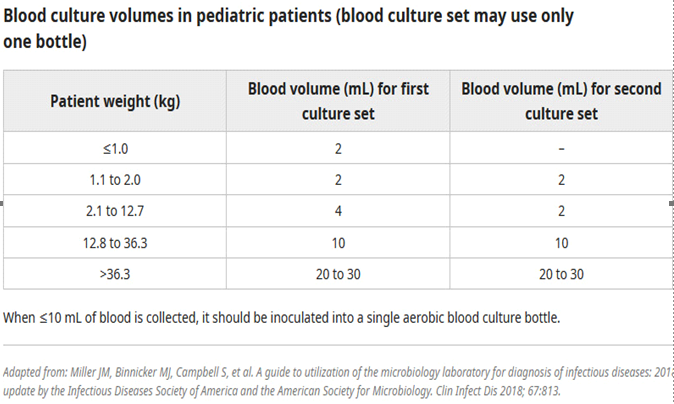 Blood culture volumes in pediatric patients (blood culture set may use only
one bottle)
Patient weight (kg) Blood volume (mL) for first culture set Blood volume (mL) for second culture set
≤1.0 2 –
1.1 to 2.0 2 2
2.1 to 12.7 4 2
12.8 to 36.3 10 10
>36.3 20 to 30 20 to 30
When ≤10 mL of blood is collected, it should be inoculated into a single aerobic blood culture bottle.
Adapted from: Miller JM, Binnicker MJ, Campbell S, et al. A guide to utilization of the microbiology laboratory for diagnosis of infectious diseases: 201
update by the Infectious Diseases Society of America and the American Society for Microbiology. Clin Infect Dis 2018; 67:813.